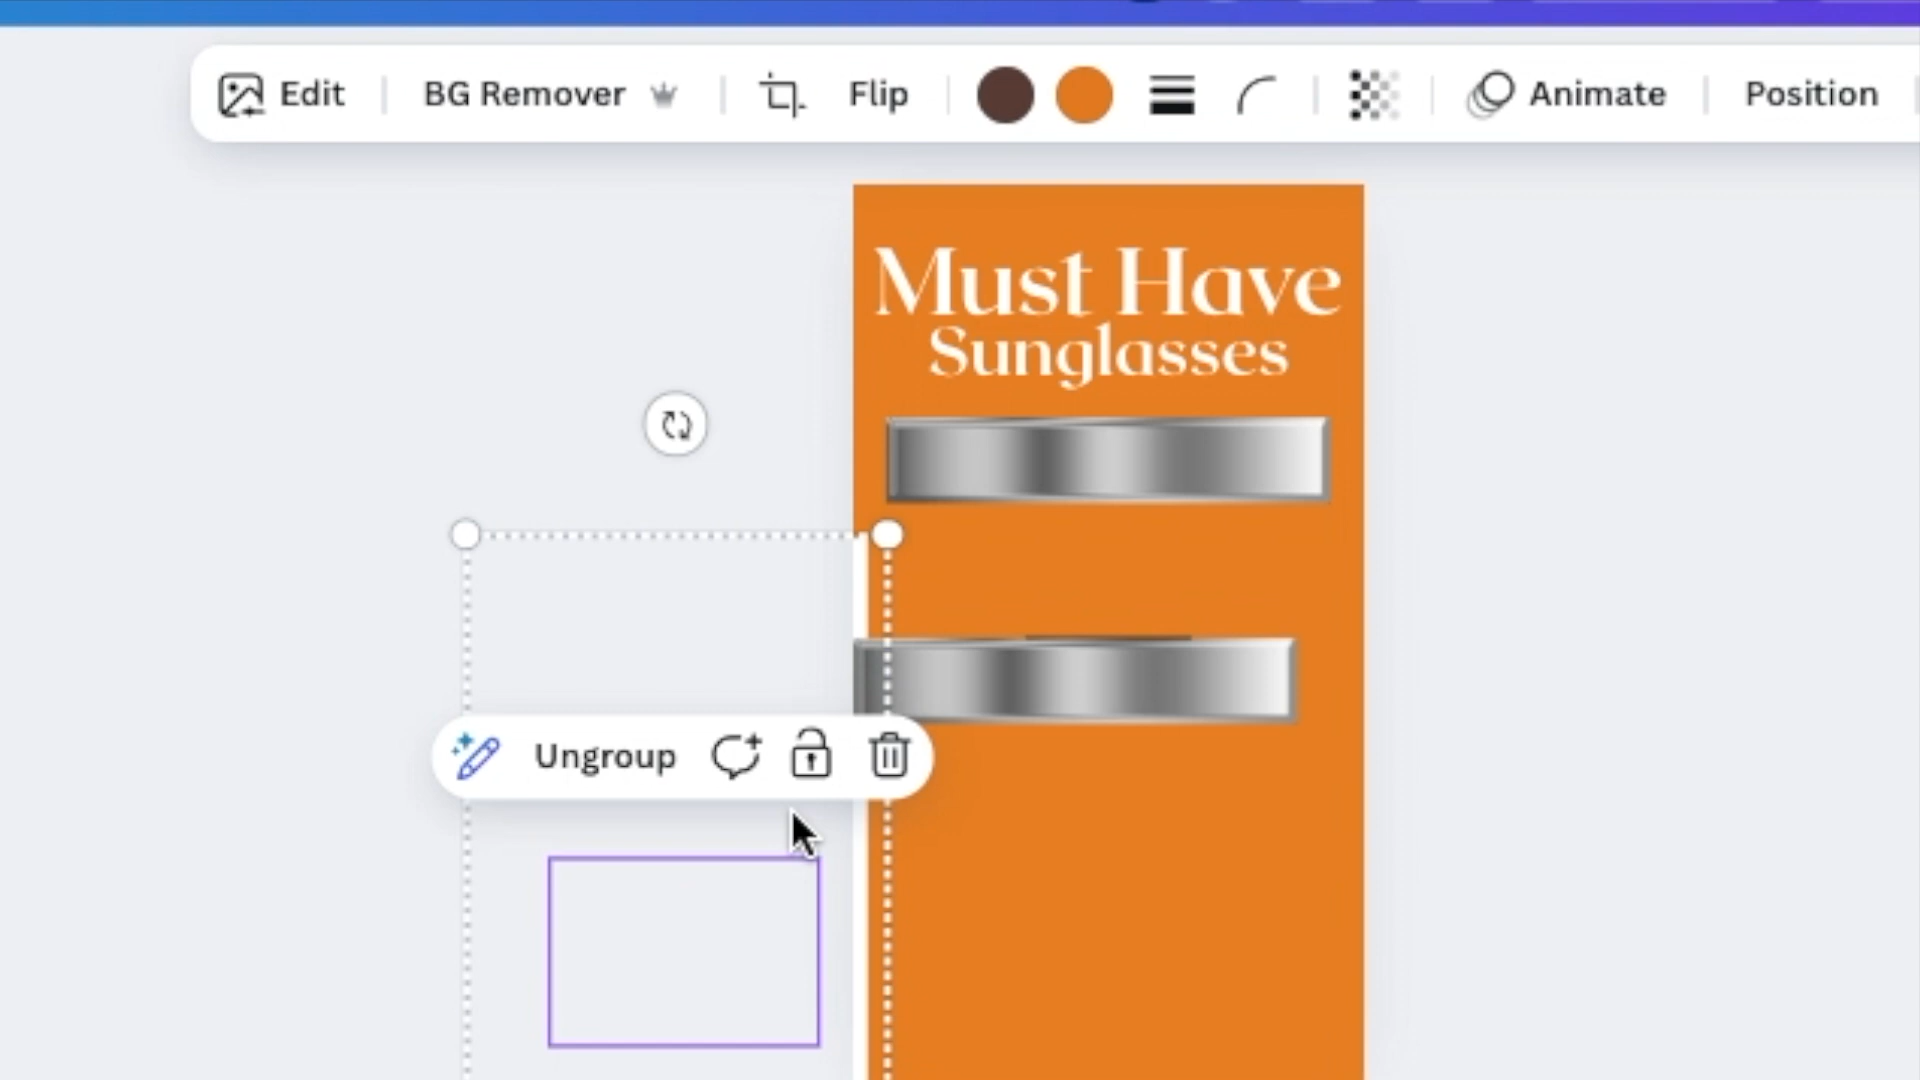 Edit BG Remover Flip Animate Position
Must Have
Sunglasses
Ungroup